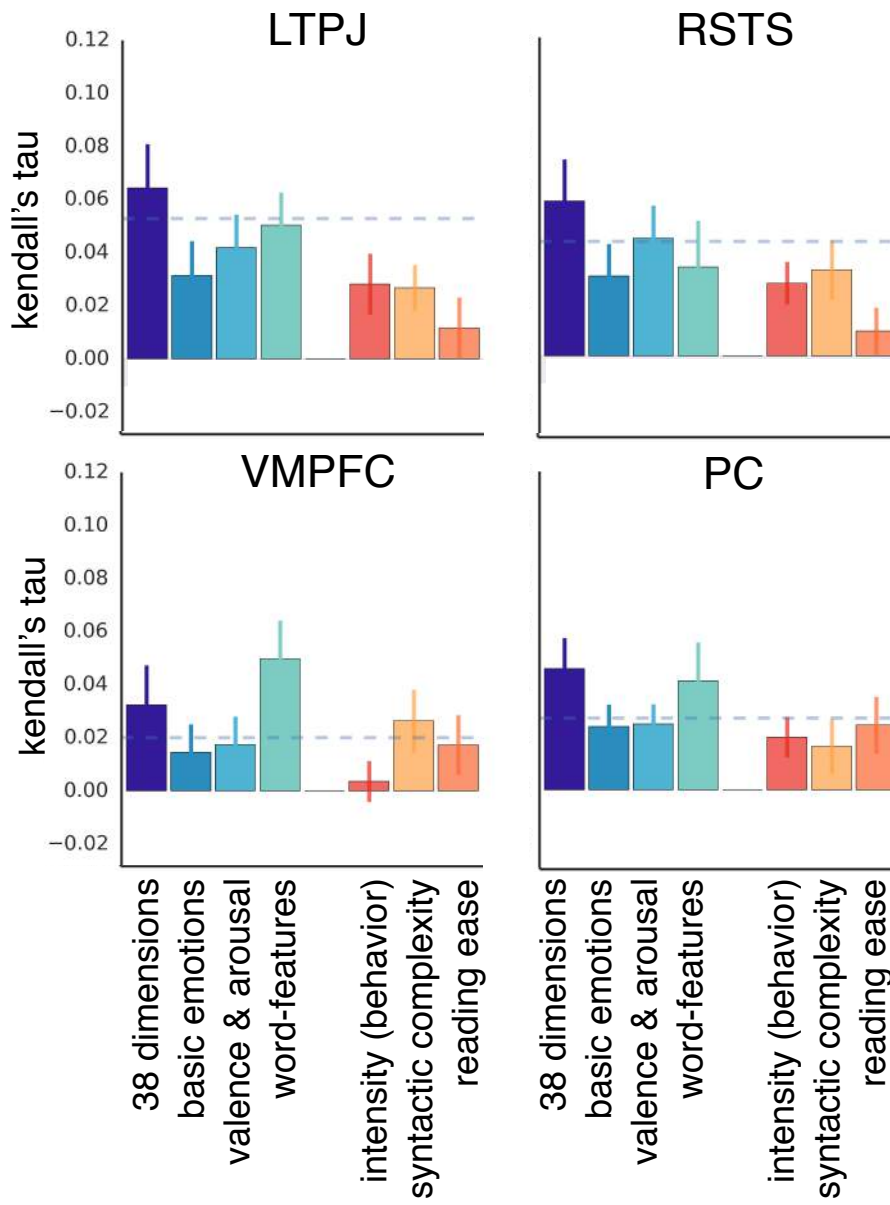 LTPJ
RSTS
kendall's tau
0.12
0.10
0.08
0.06
0.04
0.02
0.00
−0.02
VMPFC
PC
kendall's tau
0.12
0.10
0.08
0.06
0.04
0.02
0.00
−0.02
38 dimensions
basic emotions
valence & arousal
word-features
intensity (behavior)
syntactic complexity
reading ease
38 dimensions
basic emotions
valence & arousal
word-features
intensity (behavior)
syntactic complexity
reading ease